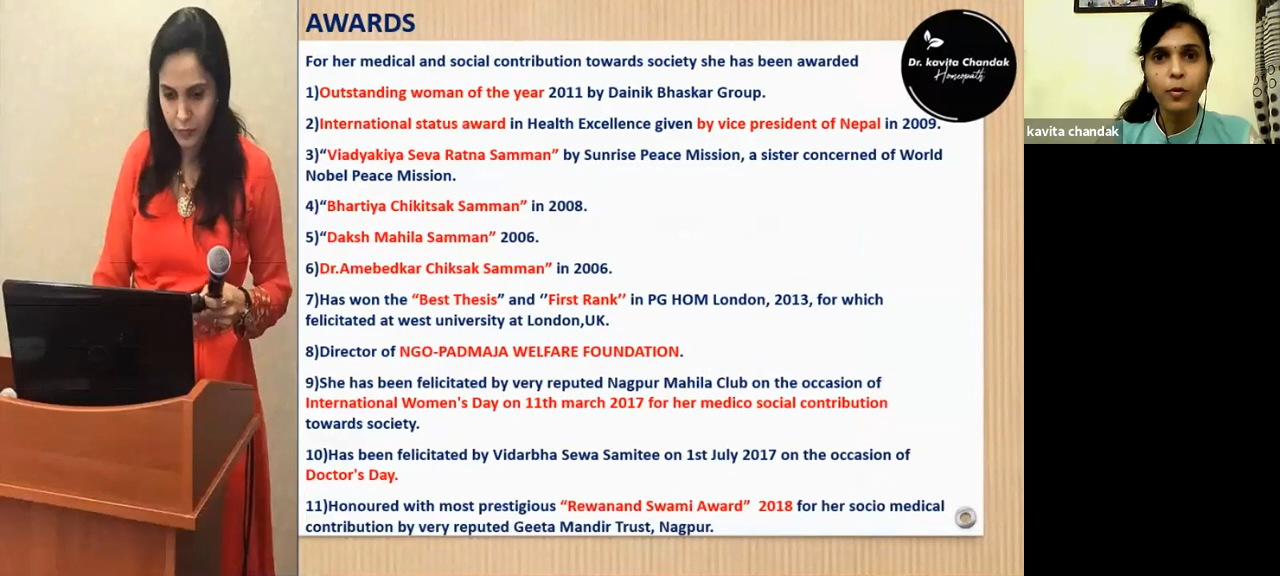 AWARDS
For her medical and social contribution towards society she has been awarded
1)Outstanding woman of the year 2011 by Dainik Bhaskar Group.
2)International status award in Health Excellence given by vice president of Nepal in 2009.
3)“Viadyakiya Seva Ratna Samman” by Sunrise Peace Mission, a sister concerned of World
Nobel Peace Mission.
4)“Bhartiya Chikitsak Samman” in 2008.
5)“Daksh Mahila Samman” 2006.
6)Dr.Amebedkar Chiksak Samman” in 2006.
7)Has won the “Best Thesis” and ‘’First Rank’’ in PG HOM London, 2013, for which
felicitated at west university at London,UK.
8)Director of NGO-PADMAJA WELFARE FOUNDATION.
9)She has been felicitated by very reputed Nagpur Mahila Club on the occasion of
International Women's Day on 11th march 2017 for her medico social contribution
towards society.
10)Has been felicitated by Vidarbha Sewa Samitee on 1st July 2017 on the occasion of
Doctor's Day.
11)Honoured with most prestigious “Rewanand Swami Award” 2018 for her socio medical
contribution by very reputed Geeta Mandir Trust, Nagpur.
Dr. kavita Chandak
Homeopath
kavita chandak